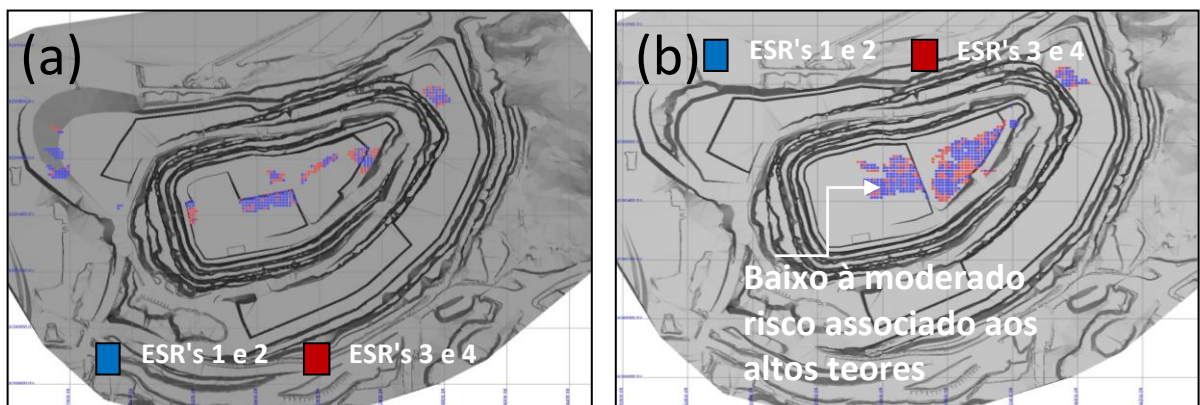 (a)
ESR's 1 e 2
ESR's 3 e 4
(b)
ESR's 1 e 2
ESR's 3 e 4
Baixo à moderado
risco associado aos
altos teores